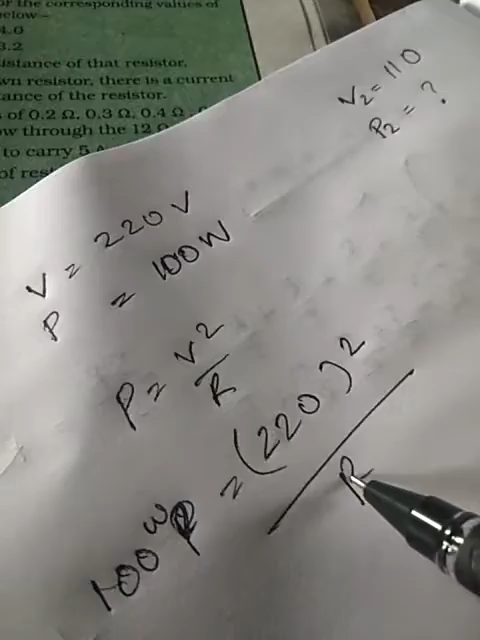 or the corresponding values of
elow –
4.0
3.2
istance of that resistor.
wn resistor, there is a current
tance of the resistor.
of 0.2 Ω, 0.3 Ω, 0.4 Ω
ow through the 12 Ω
to carry 5
of res
V₂ = 110
P₂ = ?
V = 220 V
P = 100 W
P = V²/R
100 W = (220)²/R